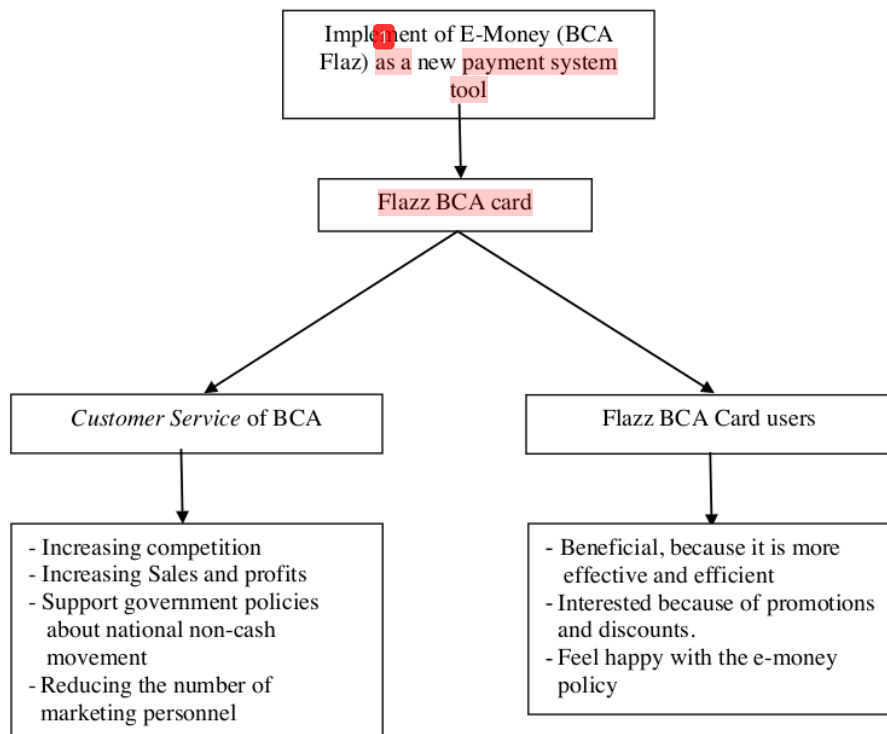 Implement of E-Money (BCA
1
Flaz) as a new payment system
tool
Flazz BCA card
Customer Service of BCA
Flazz BCA Card users
- Increasing competition
- Increasing Sales and profits
- Support government policies
about national non-cash
movement
- Reducing the number of
marketing personnel
- Beneficial, because it is more
effective and efficient
- Interested because of promotions
and discounts.
- Feel happy with the e-money
policy